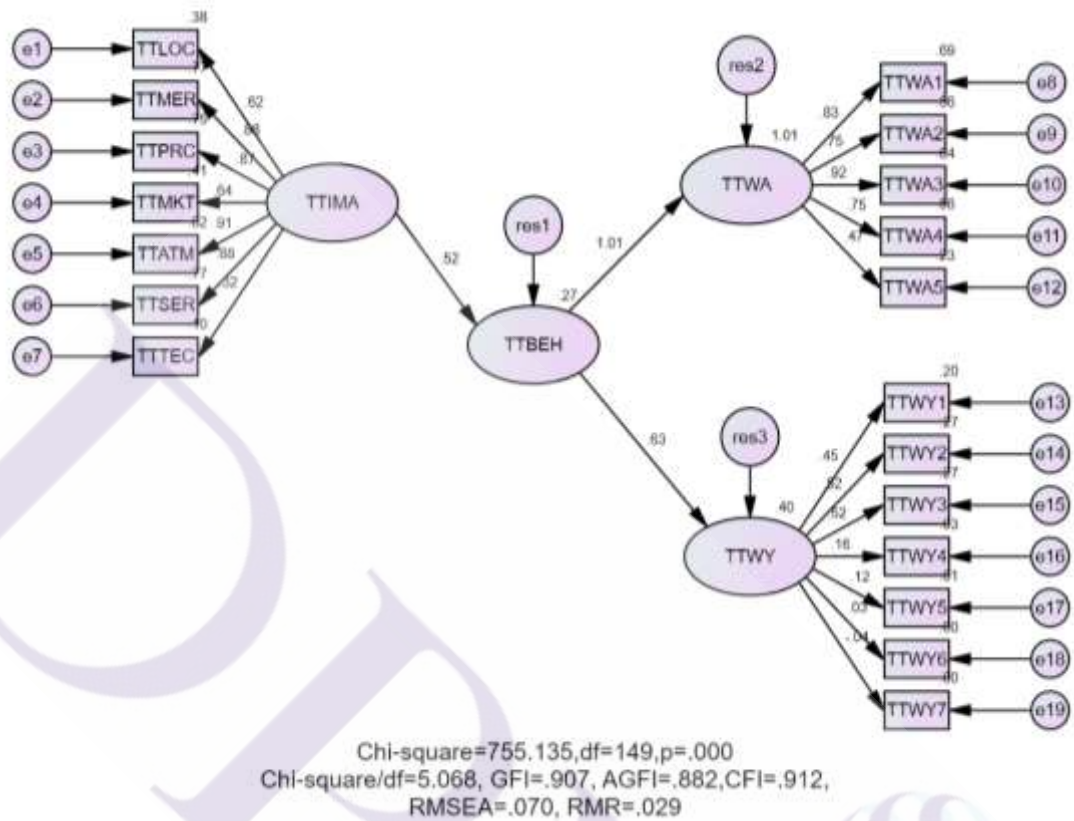 .38
e1
TTLOC
e2
TTMER
e3
TTPRC
e4
TTMKT
e5
TTATM
e6
TTSER
e7
TTTEC
.62
.87
.64
.91
TTIMA
.52
res1
.27
TTBEH
1.01
.63
res2
1.01
TTWA
.83
.75
.92
.75
.47
.69
TTWA1
e8
TTWA2
e9
TTWA3
e10
TTWA4
e11
TTWA5
e12
res3
.40
TTWY
.45
.52
.52
.16
.12
.03
-.04
.20
TTWY1
e13
TTWY2
e14
TTWY3
e15
TTWY4
e16
TTWY5
e17
TTWY6
e18
TTWY7
e19
Chi-square=755.135,df=149,p=.000
Chi-square/df=5.068, GFI=.907, AGFI=.882,CFI=.912,
RMSEA=.070, RMR=.029